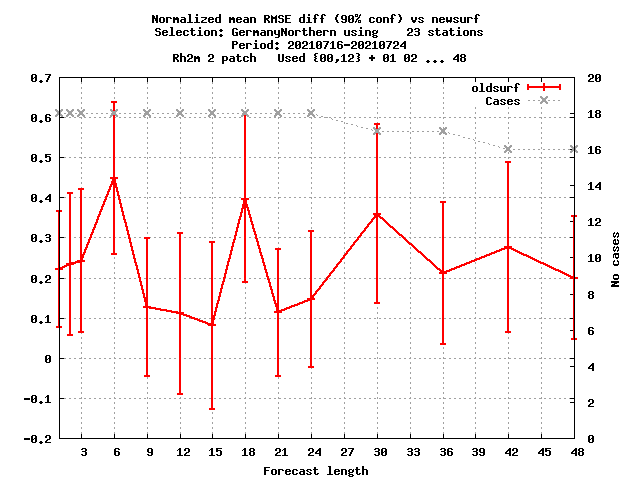 Normalized mean RMSE diff (90% conf) vs newsurf
Selection: GermanyNorthern using    23 stations
Period: 20210716-20210724
Rh2m 2 patch   Used {00,12} + 01 02 ... 48
oldsurf
Cases
0.7
0.6
0.5
0.4
0.3
0.2
0.1
0
-0.1
-0.2
20
18
16
14
12
10
8
6
4
2
0
No cases
3 6 9 12 15 18 21 24 27 30 33 36 39 42 45 48
Forecast length